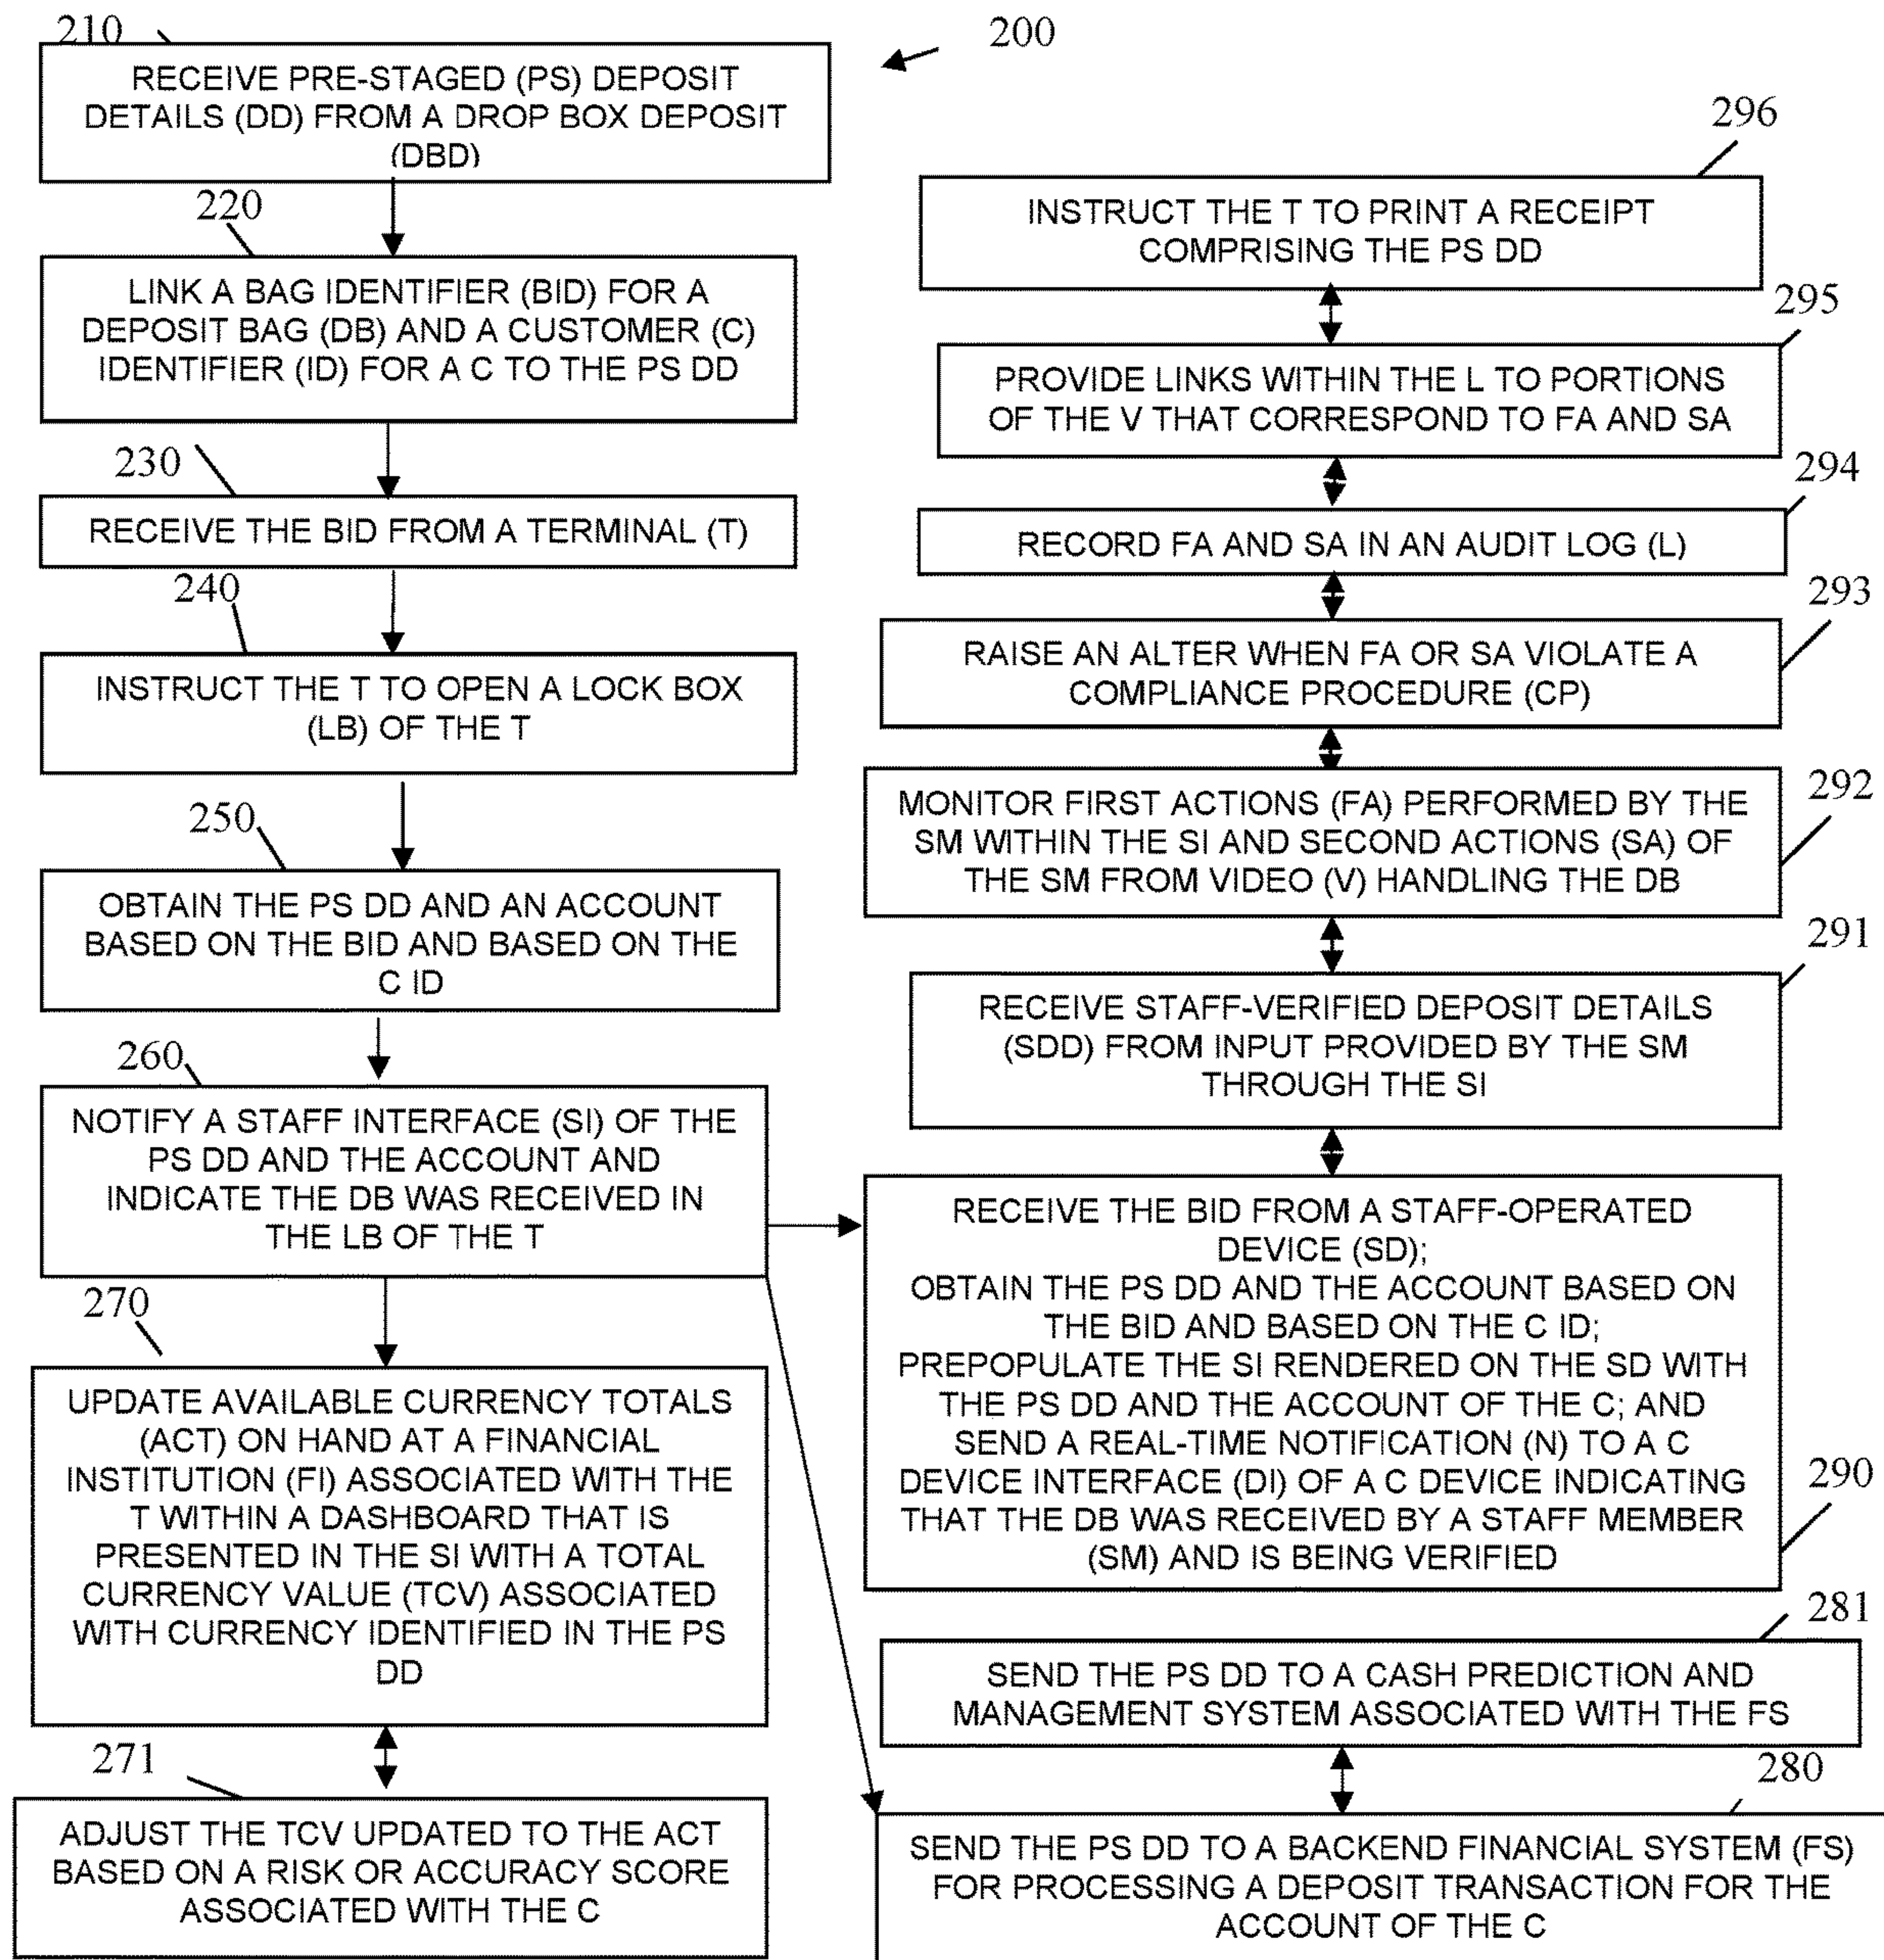 210
200
RECEIVE PRE-STAGED (PS) DEPOSIT
DETAILS (DD) FROM A DROP BOX DEPOSIT
(DBD)
220
LINK A BAG IDENTIFIER (BID) FOR A
DEPOSIT BAG (DB) AND A CUSTOMER (C)
IDENTIFIER (ID) FOR A C TO THE PS DD
230
RECEIVE THE BID FROM A TERMINAL (T)
240
INSTRUCT THE T TO OPEN A LOCK BOX
(LB) OF THE T
250
OBTAIN THE PS DD AND AN ACCOUNT
BASED ON THE BID AND BASED ON THE
C ID
260
NOTIFY A STAFF INTERFACE (SI) OF THE
PS DD AND THE ACCOUNT AND
INDICATE THE DB WAS RECEIVED IN
THE LB OF THE T
270
UPDATE AVAILABLE CURRENCY TOTALS
(ACT) ON HAND AT A FINANCIAL
INSTITUTION (FI) ASSOCIATED WITH THE
T WITHIN A DASHBOARD THAT IS
PRESENTED IN THE SI WITH A TOTAL
CURRENCY VALUE (TCV) ASSOCIATED
WITH CURRENCY IDENTIFIED IN THE PS
DD
271
ADJUST THE TCV UPDATED TO THE ACT
BASED ON A RISK OR ACCURACY SCORE
ASSOCIATED WITH THE C
296
INSTRUCT THE T TO PRINT A RECEIPT
COMPRISING THE PS DD
295
PROVIDE LINKS WITHIN THE L TO PORTIONS
OF THE V THAT CORRESPOND TO FA AND SA
294
RECORD FA AND SA IN AN AUDIT LOG (L)
293
RAISE AN ALTER WHEN FA OR SA VIOLATE A
COMPLIANCE PROCEDURE (CP)
292
MONITOR FIRST ACTIONS (FA) PERFORMED BY THE
SM WITHIN THE SI AND SECOND ACTIONS (SA) OF
THE SM FROM VIDEO (V) HANDLING THE DB
291
RECEIVE STAFF-VERIFIED DEPOSIT DETAILS
(SDD) FROM INPUT PROVIDED BY THE SM
THROUGH THE SI
RECEIVE THE BID FROM A STAFF-OPERATED
DEVICE (SD);
OBTAIN THE PS DD AND THE ACCOUNT BASED ON
THE BID AND BASED ON THE C ID;
PREPOPULATE THE SI RENDERED ON THE SD WITH
THE PS DD AND THE ACCOUNT OF THE C; AND
SEND A REAL-TIME NOTIFICATION (N) TO A C
DEVICE INTERFACE (DI) OF A C DEVICE INDICATING
THAT THE DB WAS RECEIVED BY A STAFF MEMBER
(SM) AND IS BEING VERIFIED
290
281
SEND THE PS DD TO A CASH PREDICTION AND
MANAGEMENT SYSTEM ASSOCIATED WITH THE FS
280
SEND THE PS DD TO A BACKEND FINANCIAL SYSTEM (FS)
FOR PROCESSING A DEPOSIT TRANSACTION FOR THE
ACCOUNT OF THE C